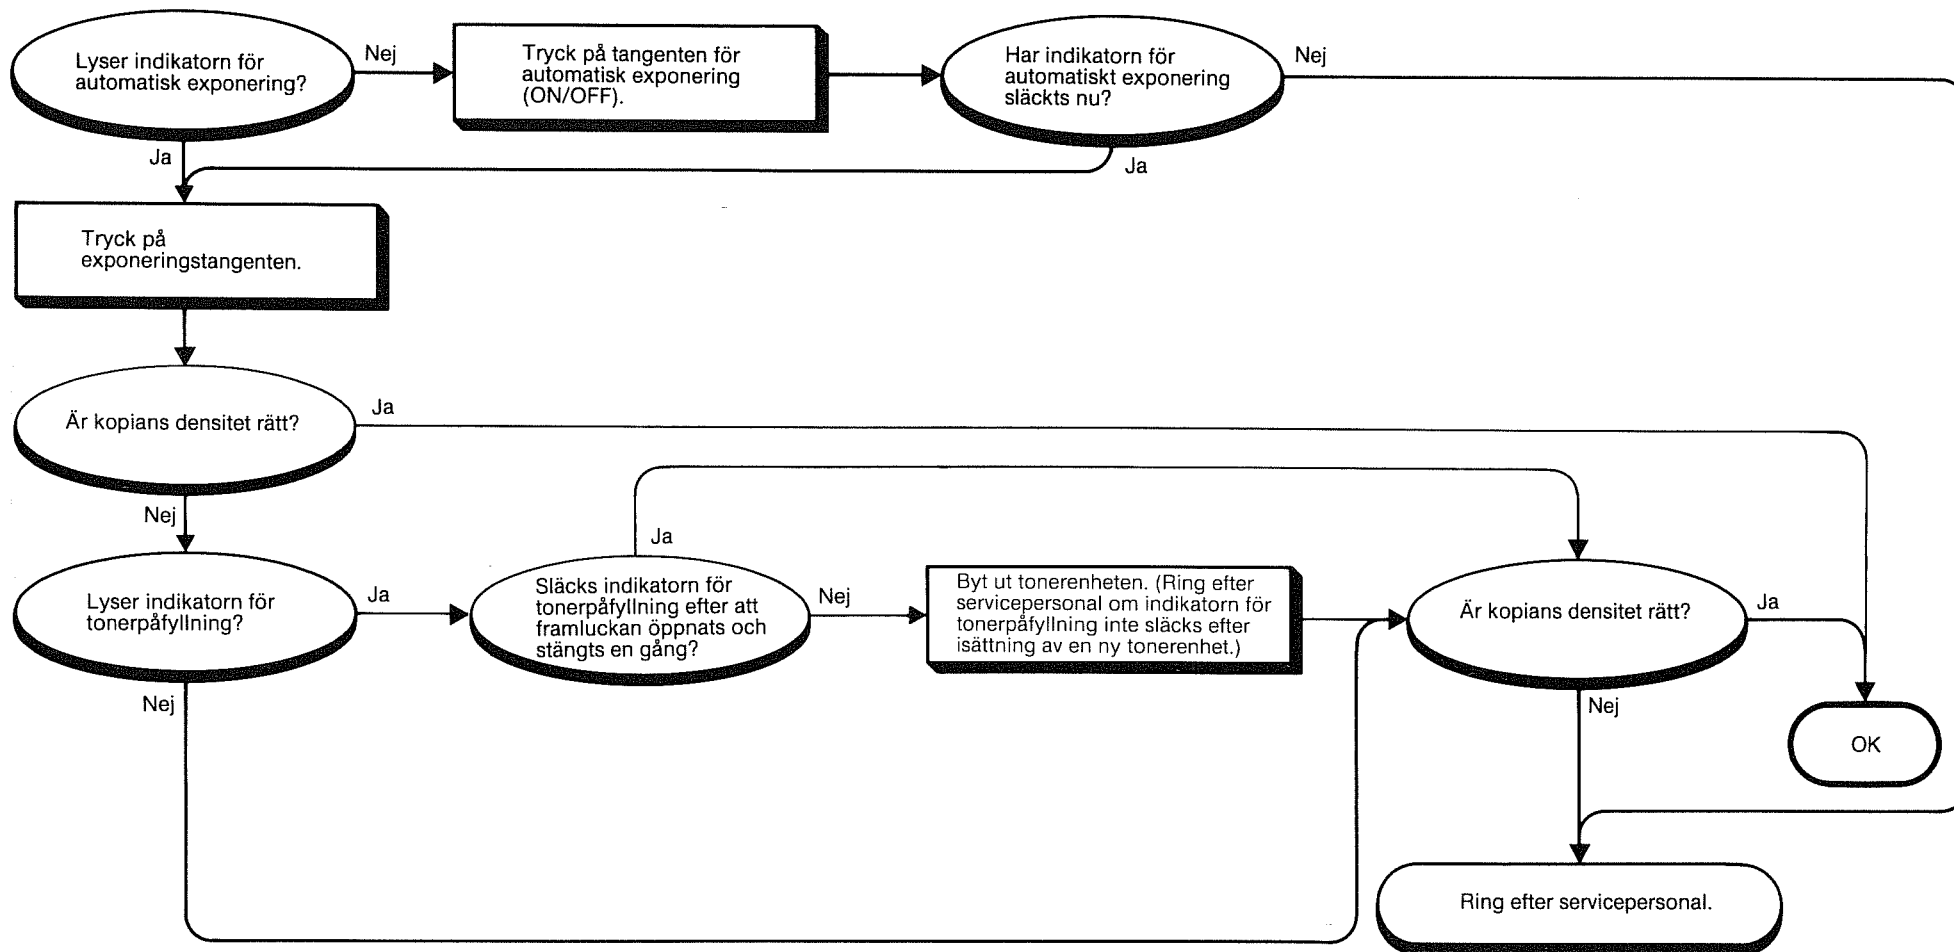 Lyser indikatorn för
automatisk exponering?
Nej
Tryck på tangenten för
automatisk exponering
(ON/OFF).
Har indikatorn för
automatiskt exponering
släckts nu?
Nej
Ja
Ja
Tryck på
exponeringstangenten.
Är kopians densitet rätt?
Ja
Nej
Ja
Lyser indikatorn för
tonerpåfyllning?
Ja
Släcks indikatorn för
tonerpåfyllning efter att
framluckan öppnats och
stängts en gång?
Nej
Byt ut tonerenheten. (Ring efter
servicepersonal om indikatorn för
tonerpåfyllning inte släcks efter
isättning av en ny tonerenhet.)
Är kopians densitet rätt?
Ja
Nej
Nej
OK
Ring efter servicepersonal.